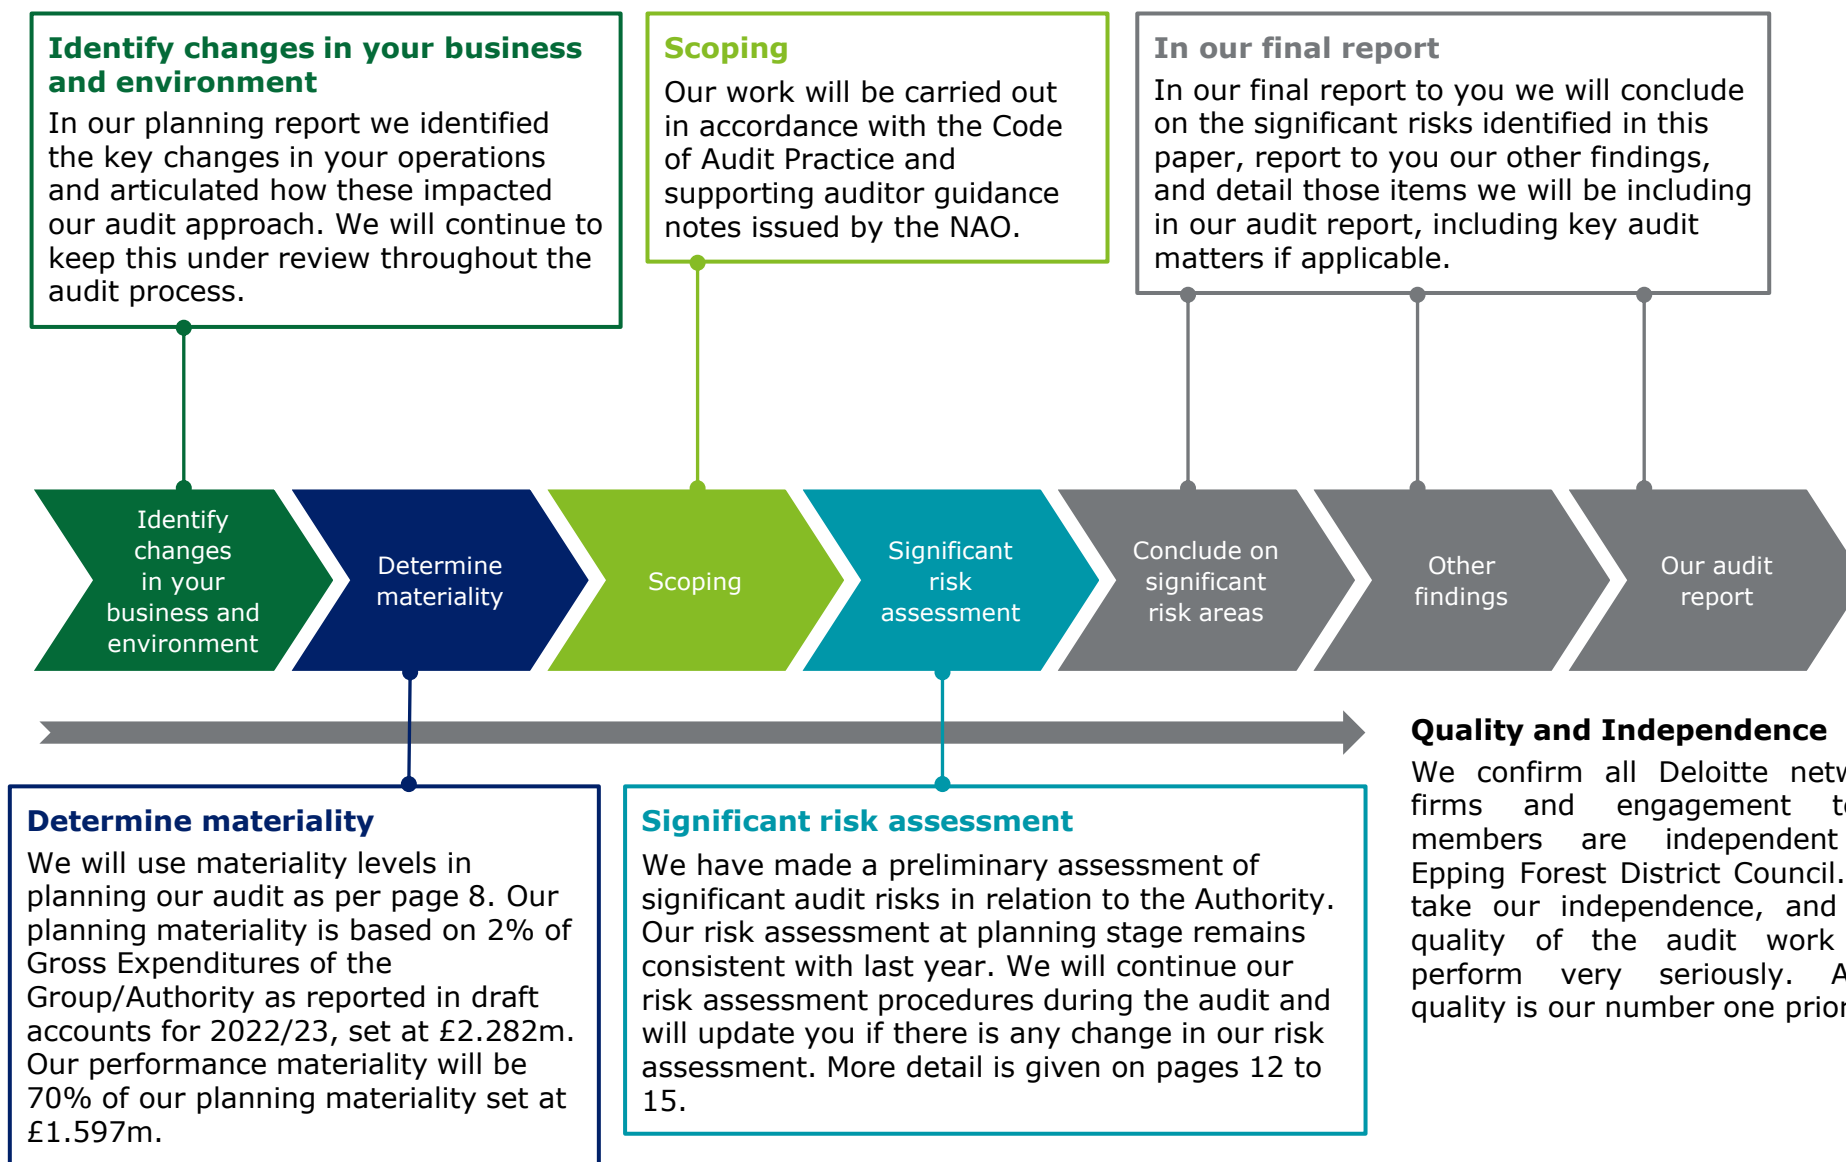 Identify changes in your business
and environment
In our planning report we identified
the key changes in your operations
and articulated how these impacted
our audit approach. We will continue to
keep this under review throughout the
audit process.
Scoping
Our work will be carried out
in accordance with the Code
of Audit Practice and
supporting auditor guidance
notes issued by the NAO.
In our final report
In our final report to you we will conclude
on the significant risks identified in this
paper, report to you our other findings,
and detail those items we will be including
in our audit report, including key audit
matters if applicable.
Identify
changes
in your
business and
environment
Determine
materiality
Scoping
Significant
risk
assessment
Conclude on
significant
risk areas
Other
findings
Our audit
report
Determine materiality
We will use materiality levels in
planning our audit as per page 8. Our
planning materiality is based on 2% of
Gross Expenditures of the
Group/Authority as reported in draft
accounts for 2022/23, set at £2.282m.
Our performance materiality will be
70% of our planning materiality set at
£1.597m.
Significant risk assessment
We have made a preliminary assessment of
significant audit risks in relation to the Authority.
Our risk assessment at planning stage remains
consistent with last year. We will continue our
risk assessment procedures during the audit and
will update you if there is any change in our risk
assessment. More detail is given on pages 12 to
15.
Quality and Independence
We confirm all Deloitte
firms and engagement
members are independent
Epping Forest District Council.
take our independence, and
quality of the audit work
perform very seriously.
quality is our number one